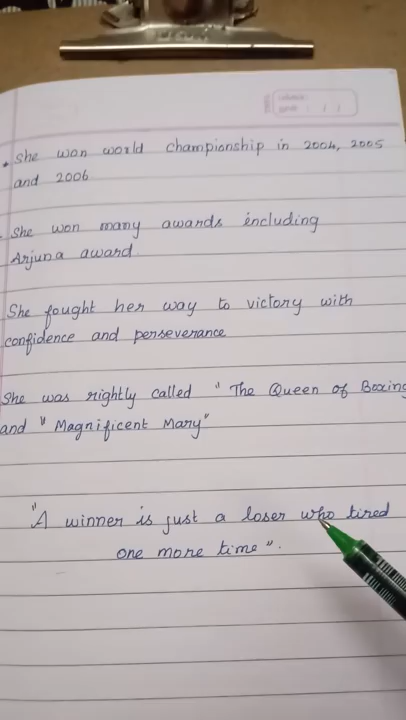 She won world championship in 2004, 2005
and 2006
She won many awards including
Arjuna award.
She fought her way to victory with
confidence and perseverance
She was rightly called " The Queen of Boxing
and " Magnificent Mary"
"A winner is just a loser who tired
one more time".